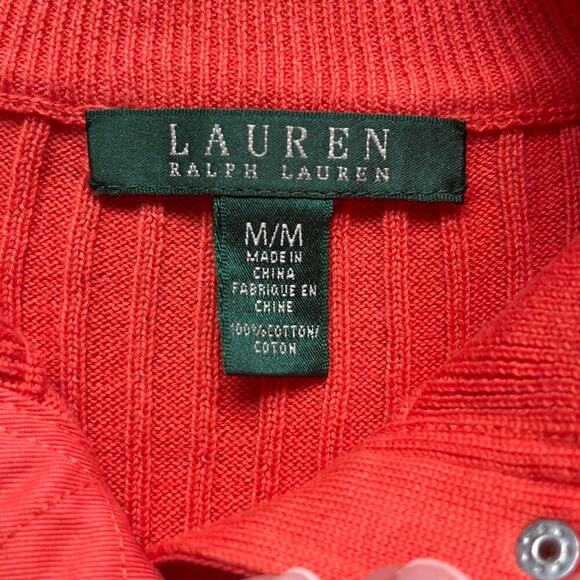 LAUREN
RALPH LAUREN
M/M
MADE IN
CHINA
FABRIQUE EN
CHINE
100% COTTON/
COTON